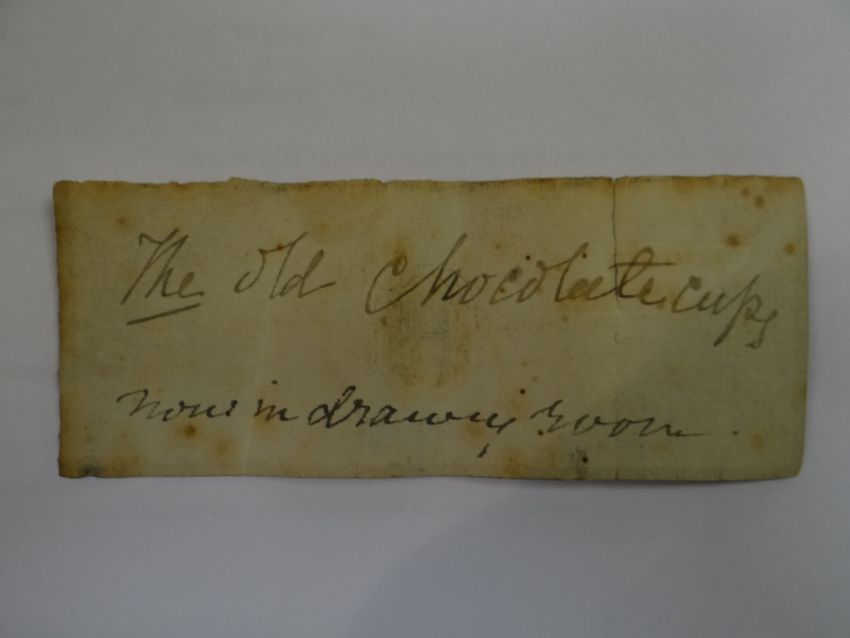 The old chocolate cups
now in drawing room.